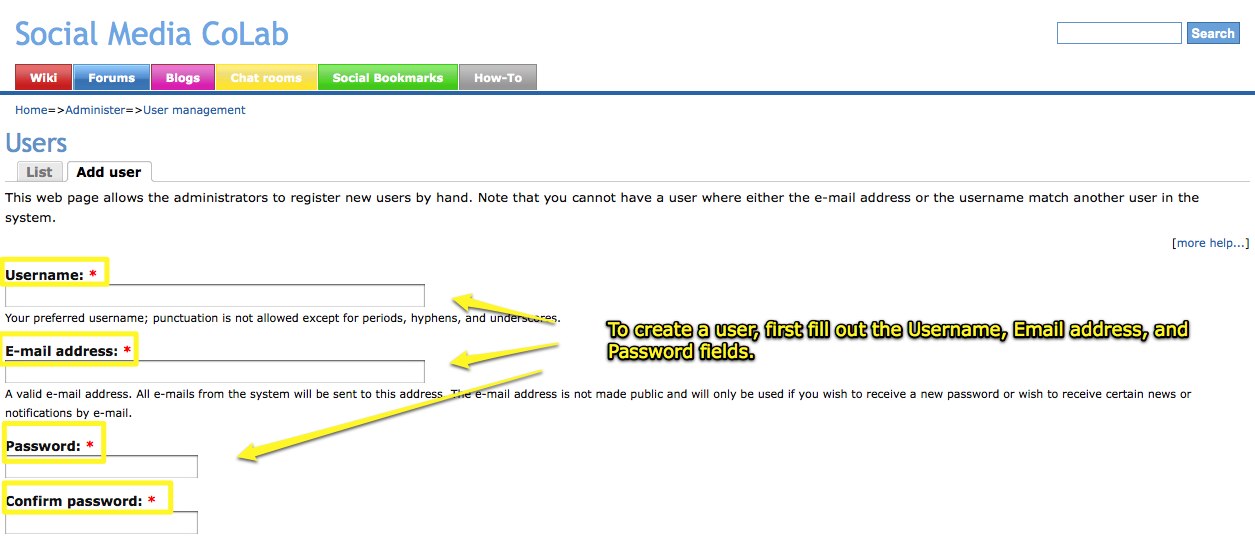 Social Media CoLab
Search
Wiki
Forums
Blogs
Chat rooms
Social Bookmarks
How-To
Home=>Administer=>User management
Users
List
Add user
This web page allows the administrators to register new users by hand. Note that you cannot have a user where either the e-mail address or the username match another user in the
system.
[more help...]
Username: *
Your preferred username; punctuation is not allowed except for periods, hyphens, and underscores.
To create a user, first fill out the Username, Email address, and
Password fields.
E-mail address: *
A valid e-mail address. All e-mails from the system will be sent to this address. The e-mail address is not made public and will only be used if you wish to receive a new password or wish to receive certain news or
notifications by e-mail.
Password: *
Confirm password: *